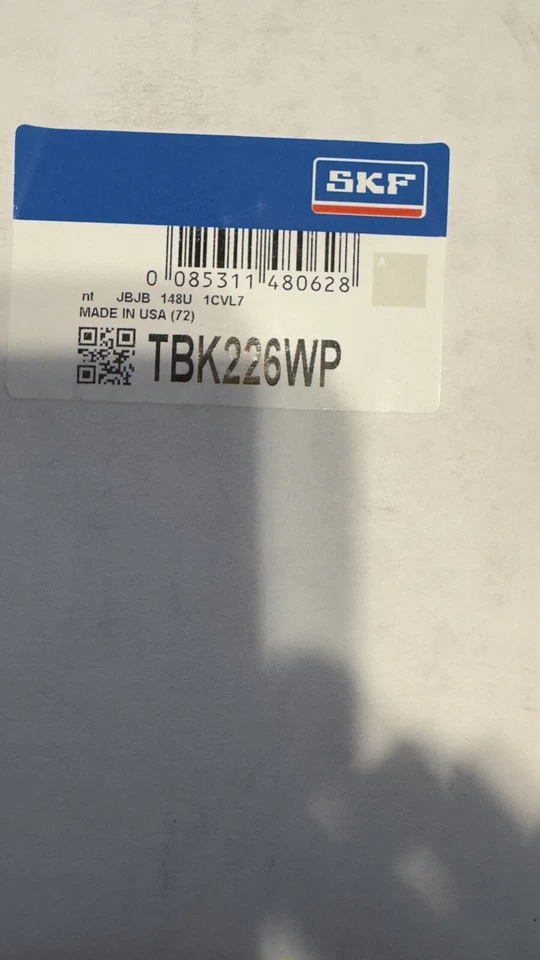 SKF
0 085311 480628
A
nt JBJB 148U 1CVL7
MADE IN USA (72)
TBK226WP